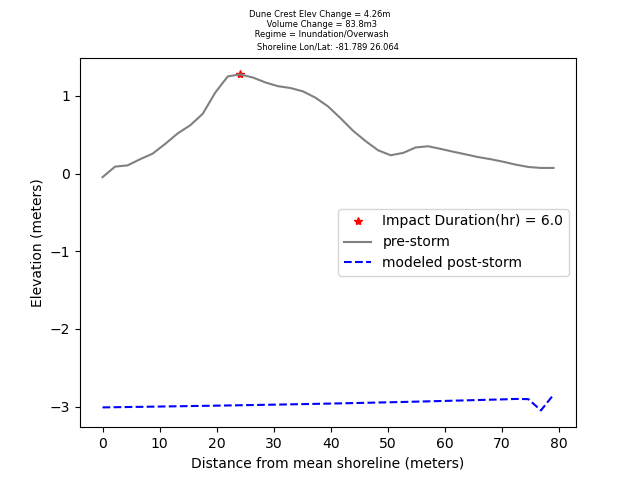 Dune Crest Elev Change = 4.26m
Volume Change = 83.8m3
Regime = Inundation/Overwash
Shoreline Lon/Lat: -81.789 26.064
Elevation (meters)
1
0
−1
−2
−3
Impact Duration(hr) = 6.0
pre-storm
modeled post-storm
0 10 20 30 40 50 60 70 80
Distance from mean shoreline (meters)